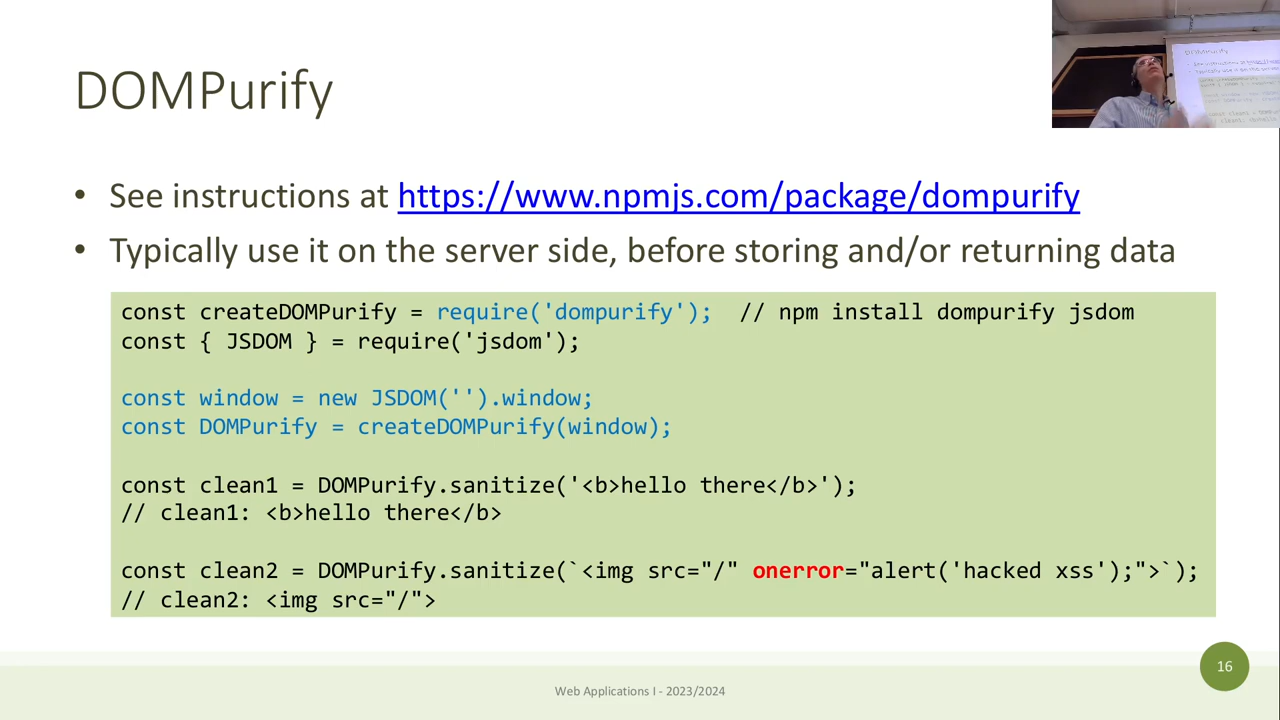 DOMPurify
• See instructions at https://www.npmjs.com/package/dompurify
• Typically use it on the server side, before storing and/or returning data
const createDOMPurify = require('dompurify');  // npm install dompurify jsdom
const { JSDOM } = require('jsdom');
const window = new JSDOM('').window;
const DOMPurify = createDOMPurify(window);
const clean1 = DOMPurify.sanitize('<b>hello there</b>');
// clean1: <b>hello there</b>
const clean2 = DOMPurify.sanitize(`<img src="/" onerror="alert('hacked xss');">`);
// clean2: <img src="/">
Web Applications I - 2023/2024
16
DOMPurify